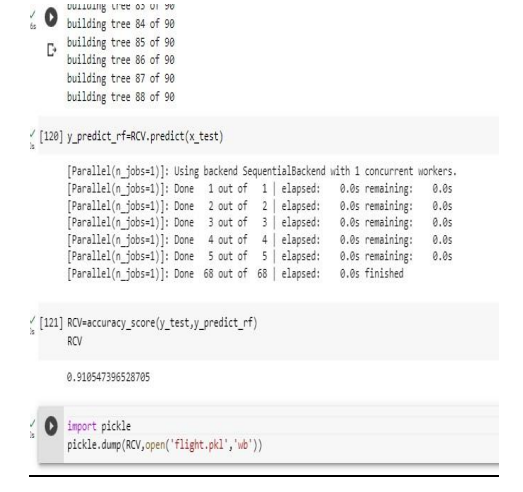 building tree 83 of 90
building tree 84 of 90
building tree 85 of 90
building tree 86 of 90
building tree 87 of 90
building tree 88 of 90
[120] y_predict_rf=RCV.predict(x_test)
[Parallel(n_jobs=1)]: Using backend SequentialBackend with 1 concurrent workers.
[Parallel(n_jobs=1)]: Done 1 out of 1 | elapsed: 0.0s remaining: 0.0s
[Parallel(n_jobs=1)]: Done 2 out of 2 | elapsed: 0.0s remaining: 0.0s
[Parallel(n_jobs=1)]: Done 3 out of 3 | elapsed: 0.0s remaining: 0.0s
[Parallel(n_jobs=1)]: Done 4 out of 4 | elapsed: 0.0s remaining: 0.0s
[Parallel(n_jobs=1)]: Done 5 out of 5 | elapsed: 0.0s remaining: 0.0s
[Parallel(n_jobs=1)]: Done 68 out of 68 | elapsed: 0.0s finished
[121] RCV=accuracy_score(y_test,y_predict_rf)
RCV
0.910547396528705
import pickle
pickle.dump(RCV,open('flight.pkl','wb'))